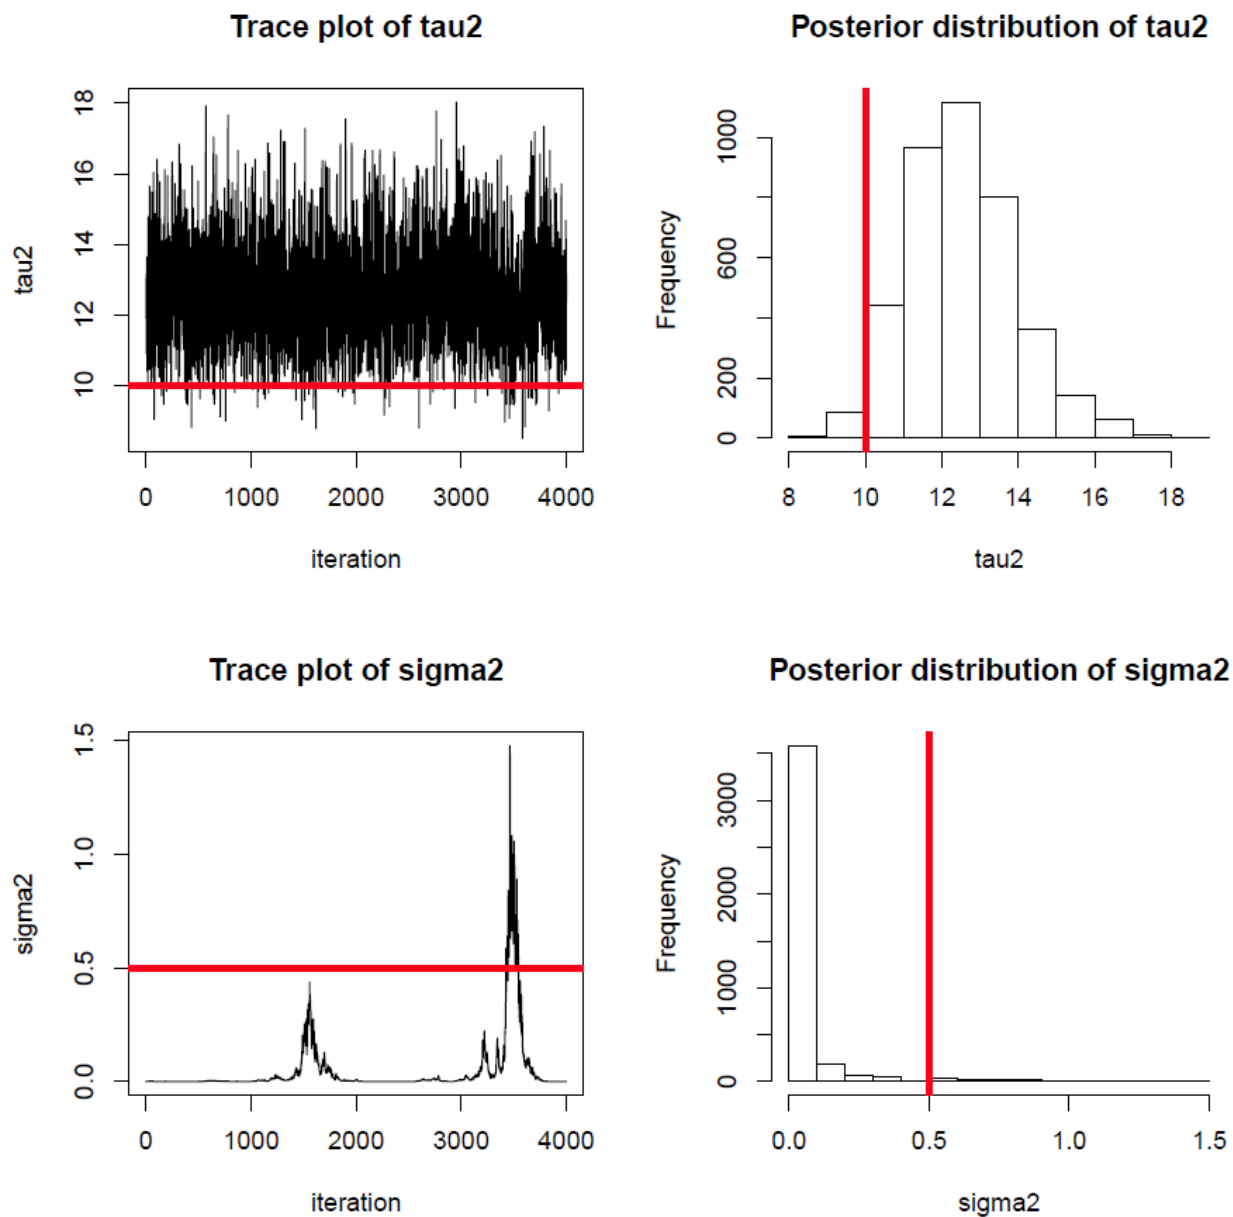 Trace plot of tau2
tau2
18
16
14
12
10
0 1000 2000 3000 4000
iteration
Posterior distribution of tau2
Frequency
1000
600
200
0
8 10 12 14 16 18
tau2
Trace plot of sigma2
sigma2
1.5
1.0
0.5
0.0
0 1000 2000 3000 4000
iteration
Posterior distribution of sigma2
Frequency
3000
2000
1000
0
0.0 0.5 1.0 1.5
sigma2